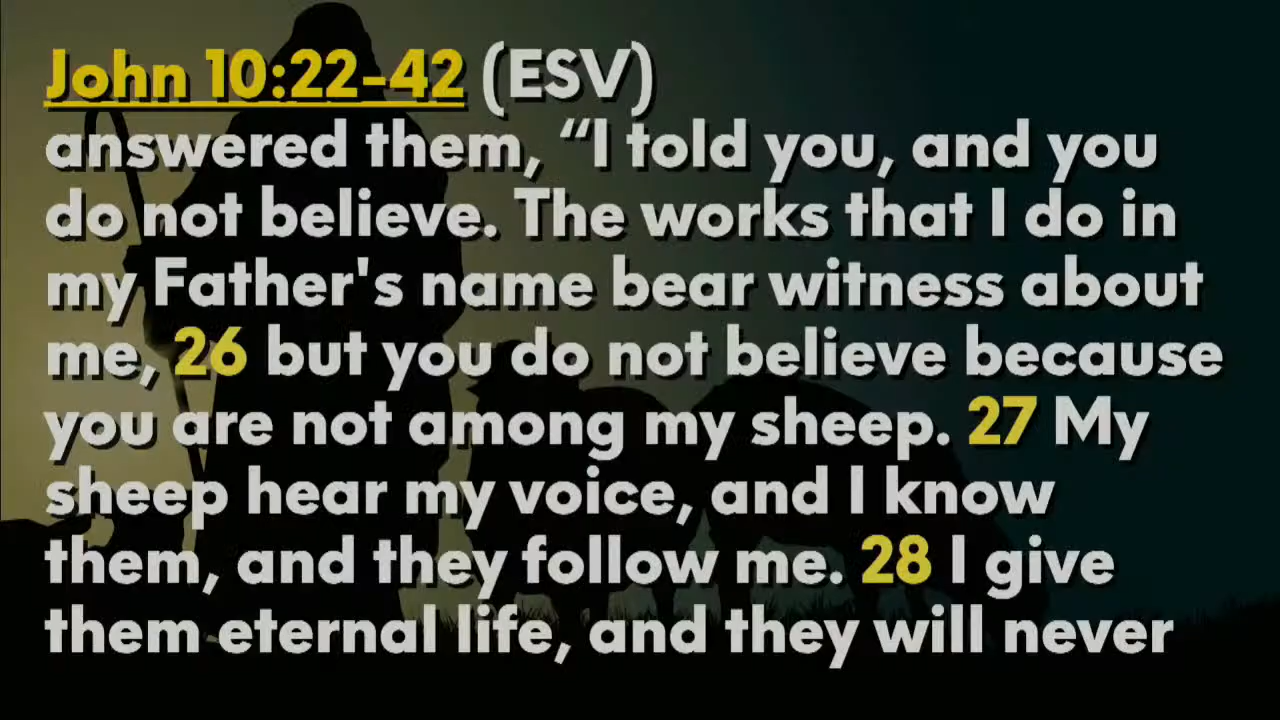 John 10:22-42 (ESV)
answered them, “I told you, and you
do not believe. The works that I do in
my Father's name bear witness about
me, 26 but you do not believe because
you are not among my sheep. 27 My
sheep hear my voice, and I know
them, and they follow me. 28 I give
them eternal life, and they will never